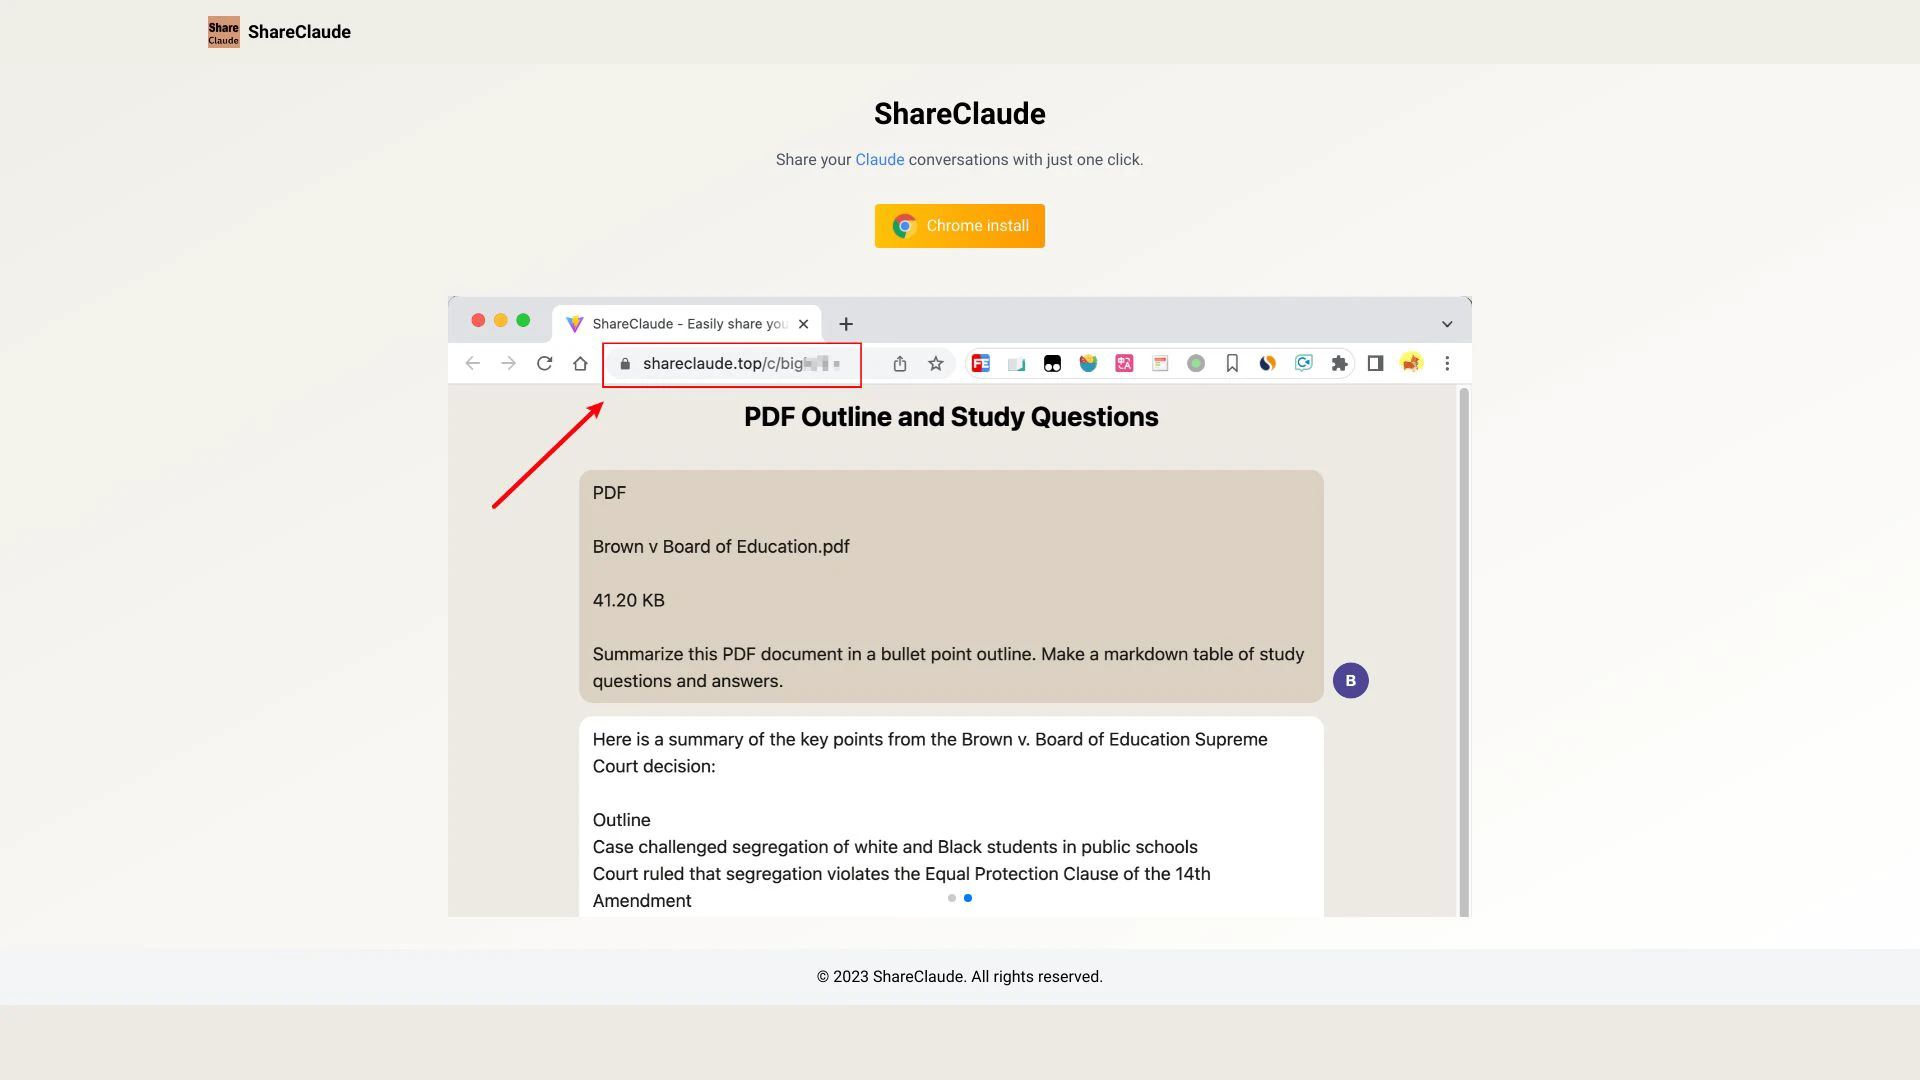 Share
Claude
ShareClaude
ShareClaude
Share your Claude conversations with just one click.
Chrome install
ShareClaude - Easily share you
shareclaude.top/c/big
PDF Outline and Study Questions
PDF
Brown v Board of Education.pdf
41.20 KB
Summarize this PDF document in a bullet point outline. Make a markdown table of study
questions and answers.
B
Here is a summary of the key points from the Brown v. Board of Education Supreme
Court decision:
Outline
Case challenged segregation of white and Black students in public schools
Court ruled that segregation violates the Equal Protection Clause of the 14th
Amendment
© 2023 ShareClaude. All rights reserved.